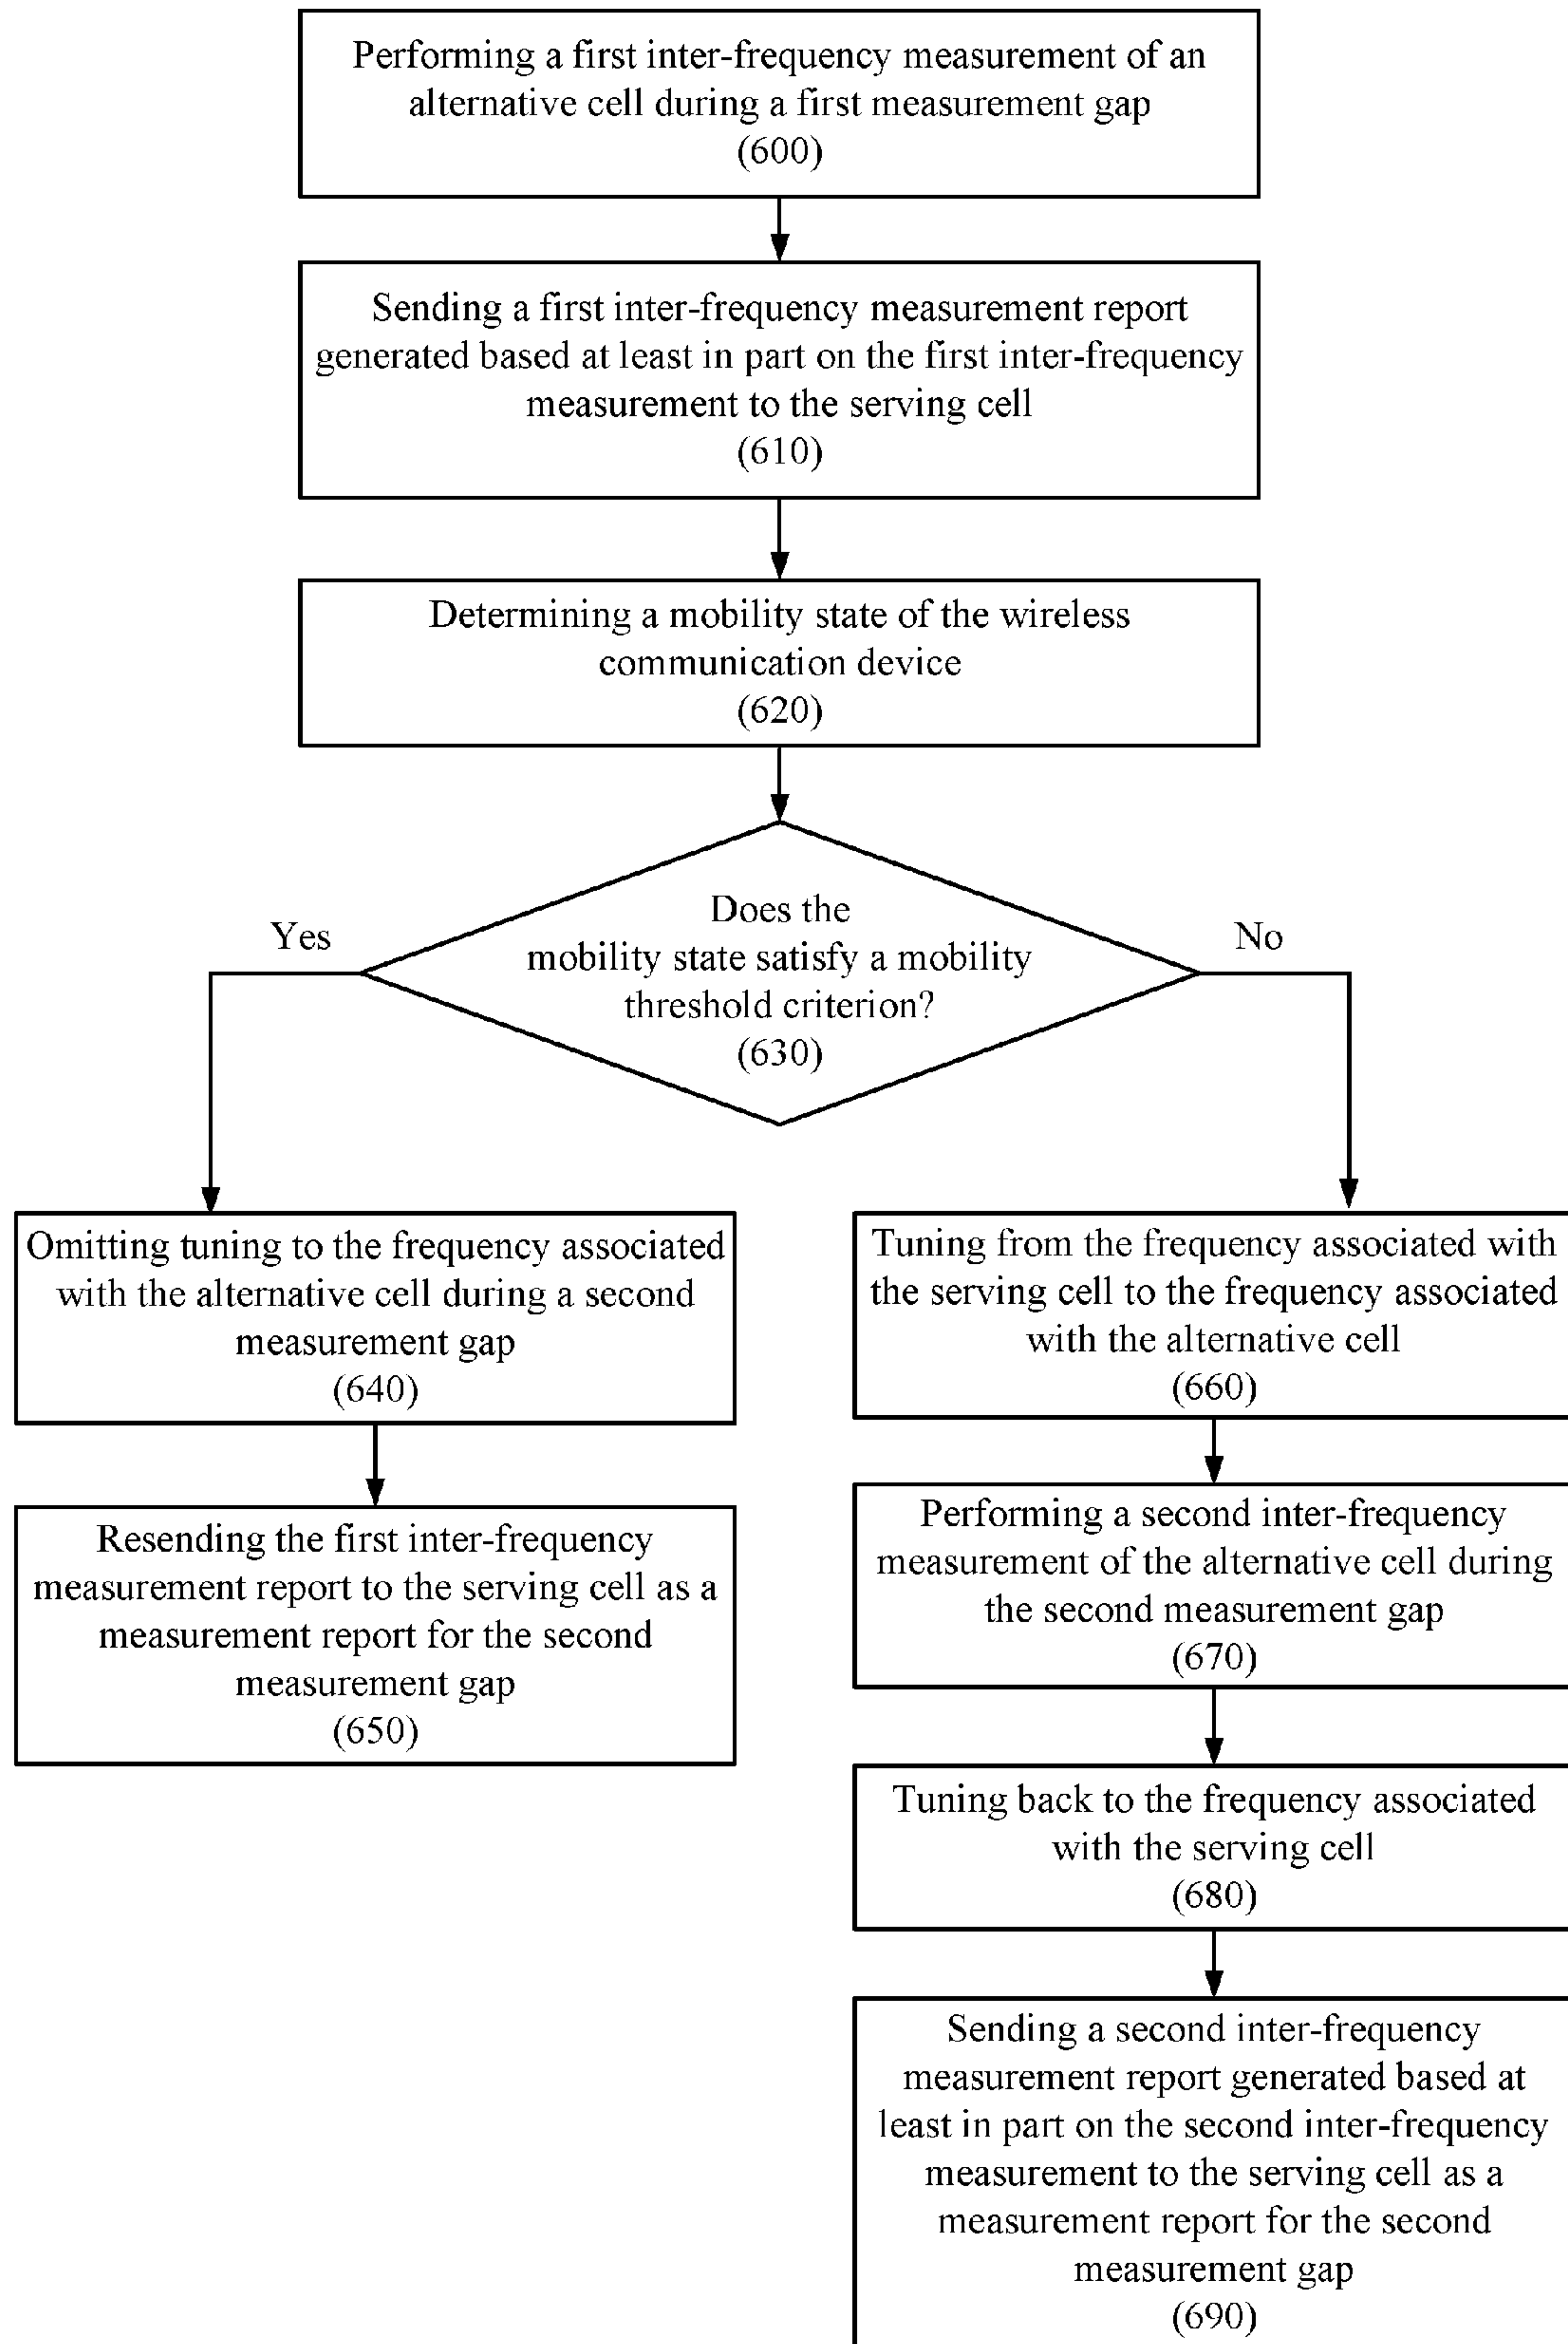 Performing a first inter-frequency measurement of an
alternative cell during a first measurement gap
(600)
Sending a first inter-frequency measurement report
generated based at least in part on the first inter-frequency
measurement to the serving cell
(610)
Determining a mobility state of the wireless
communication device
(620)
Does the
mobility state satisfy a mobility
threshold criterion?
(630)
Yes
No
Omitting tuning to the frequency associated
with the alternative cell during a second
measurement gap
(640)
Resending the first inter-frequency
measurement report to the serving cell as a
measurement report for the second
measurement gap
(650)
Tuning from the frequency associated with
the serving cell to the frequency associated
with the alternative cell
(660)
Performing a second inter-frequency
measurement of the alternative cell during
the second measurement gap
(670)
Tuning back to the frequency associated
with the serving cell
(680)
Sending a second inter-frequency
measurement report generated based at
least in part on the second inter-frequency
measurement to the serving cell as a
measurement report for the second
measurement gap
(690)